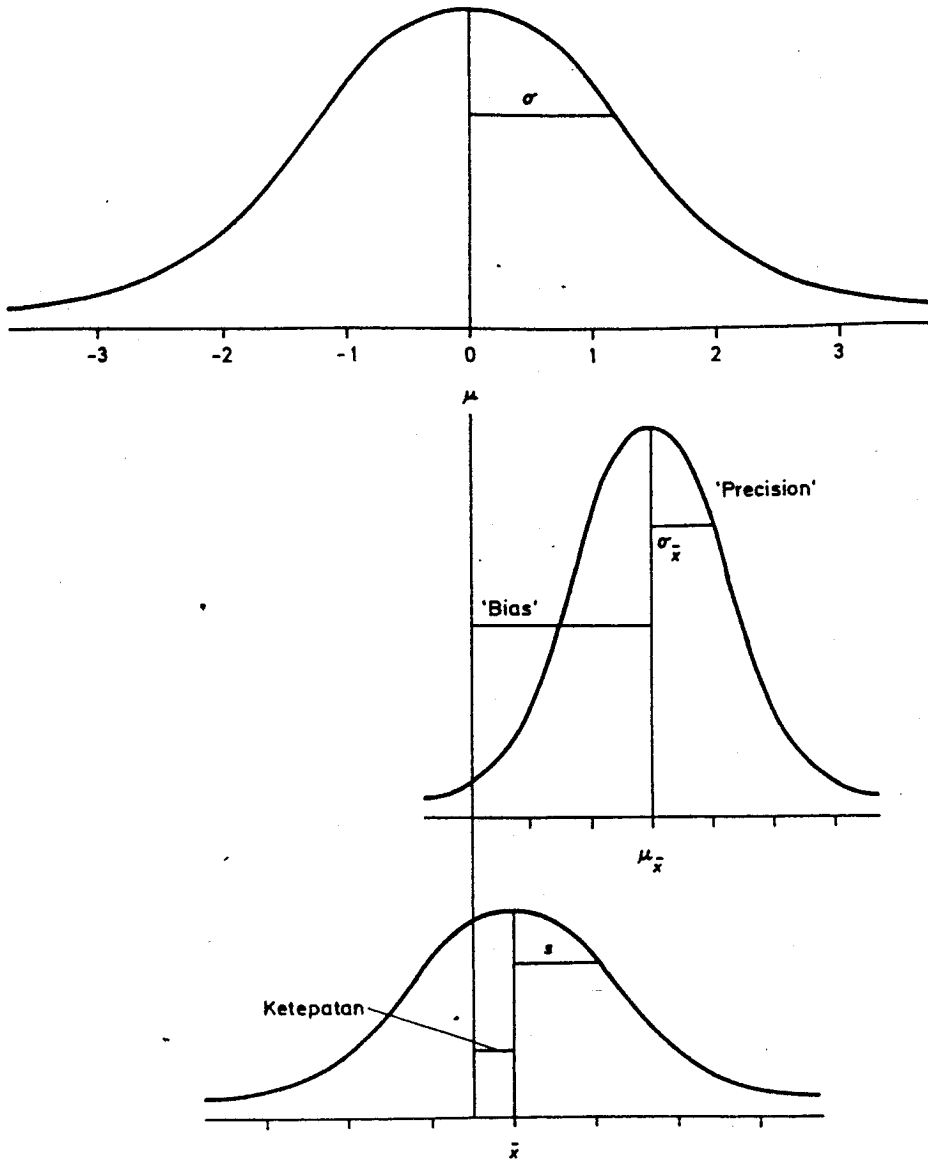 σ
-3 -2 -1 0 1 2 3
μ
'Precision'
σx̄
'Bias'
μx̄
s
Ketepatan
x̄